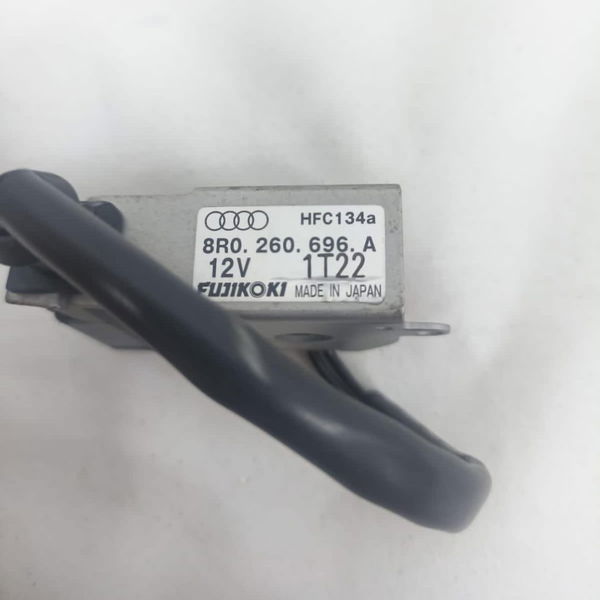 HFC134a
8R0. 260. 696. A
12V 1T22
FUJIKOKI MADE IN JAPAN